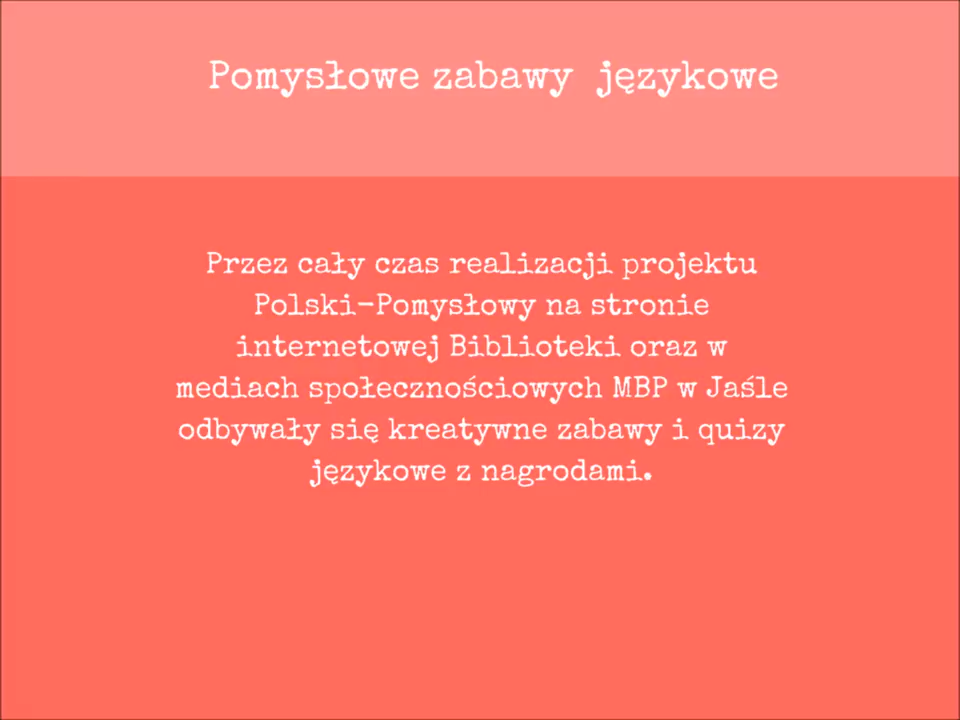 Pomysłowe zabawy językowe
Przez cały czas realizacji projektu
Polski-Pomysłowy na stronie
internetowej Biblioteki oraz w
mediach społecznościowych MBP w Jaśle
odbywały się kreatywne zabawy i quizy
językowe z nagrodami.